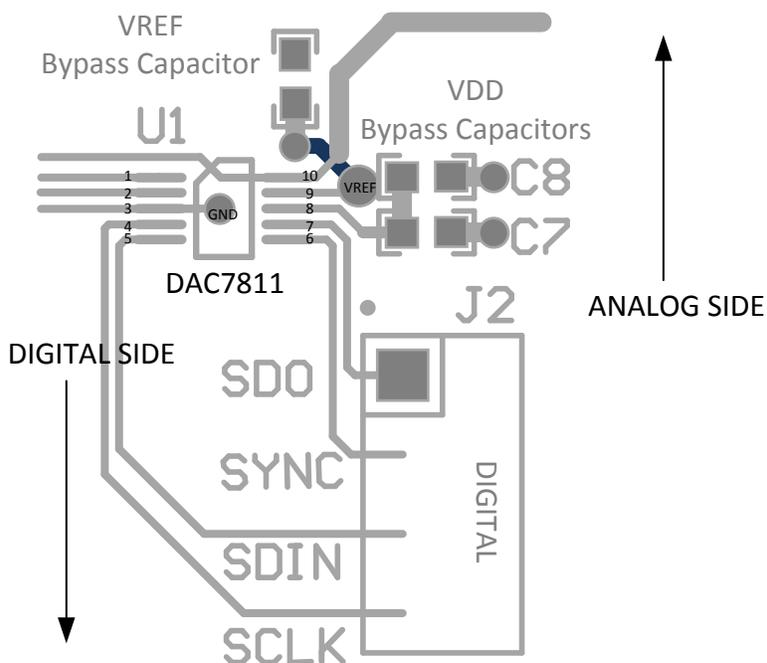 VREF
Bypass Capacitor
VDD
Bypass Capacitors
U1
1
2
3
4
5
10
9
8
7
6
GND
VREF
C8
C7
DAC7811
J2
ANALOG SIDE
DIGITAL SIDE
SDO
SYNC
DIGITAL
SDIN
SCLK